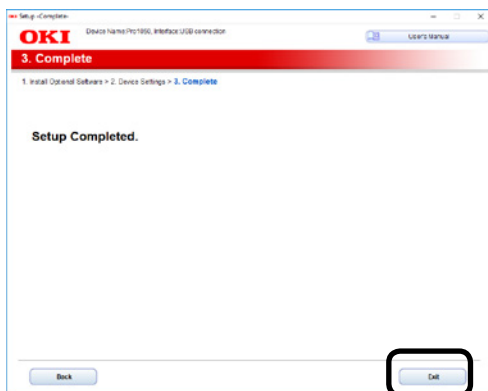 Setup -Complete-
OKI
Device Name:Pro1050, Interface:USB connection
User's Manual
3. Complete
1. Install Optional Software > 2. Device Settings > 3. Complete
Setup Completed.
Back
Exit